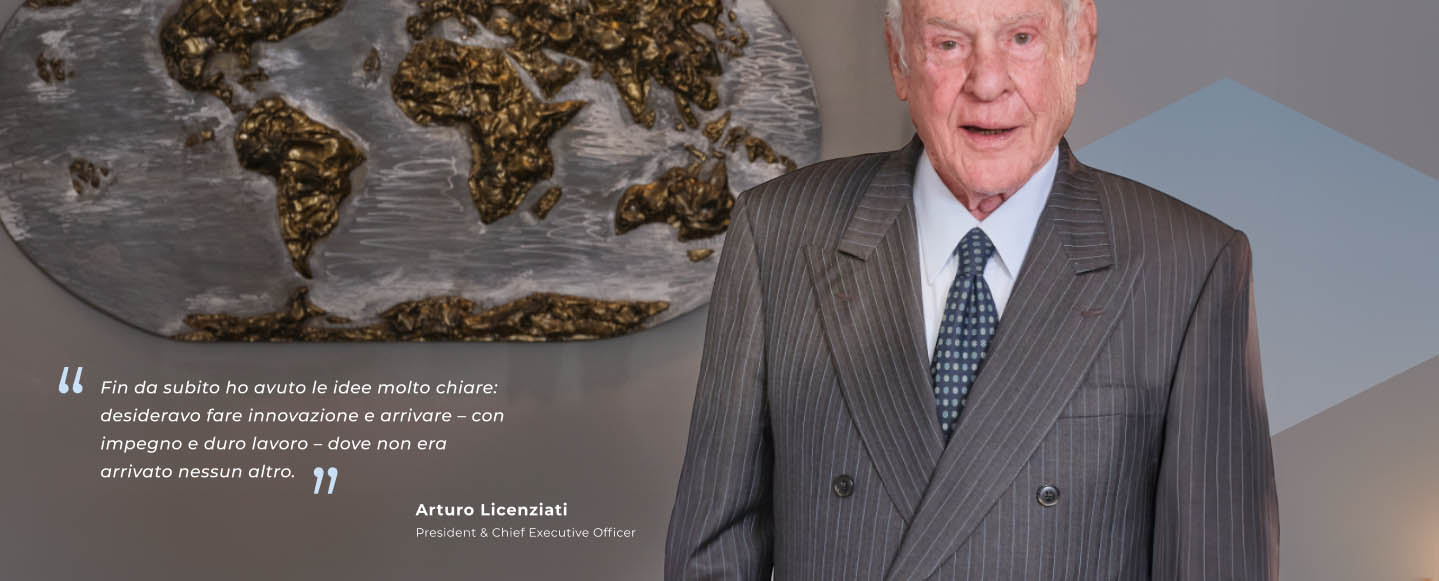 “ Fin da subito ho avuto le idee molto chiare:
desideravo fare innovazione e arrivare – con
impegno e duro lavoro – dove non era
arrivato nessun altro. ”
Arturo Licenziati
President & Chief Executive Officer